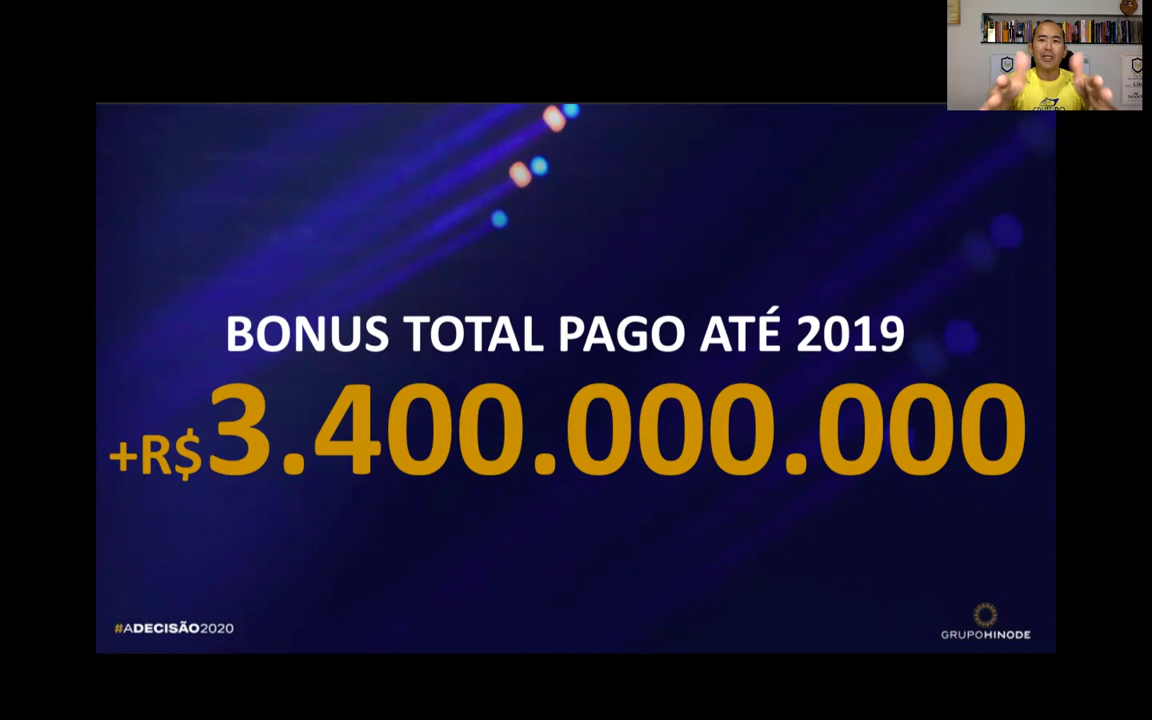 BONUS TOTAL PAGO ATÉ 2019
+R$3.400.000.000
#ADECISÃO2020
GRUPOHINODE